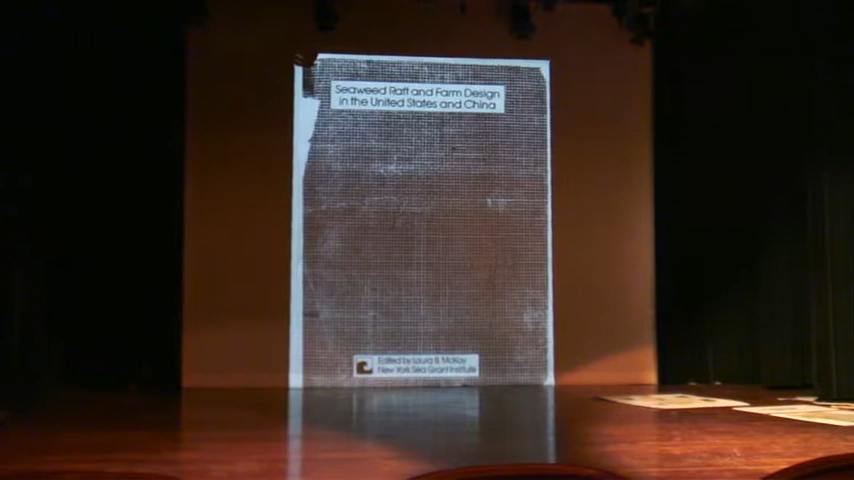 Seaweed Raft and Farm Design
in the United States and China
Edited by Laura B. McKay
New York Sea Grant Institute